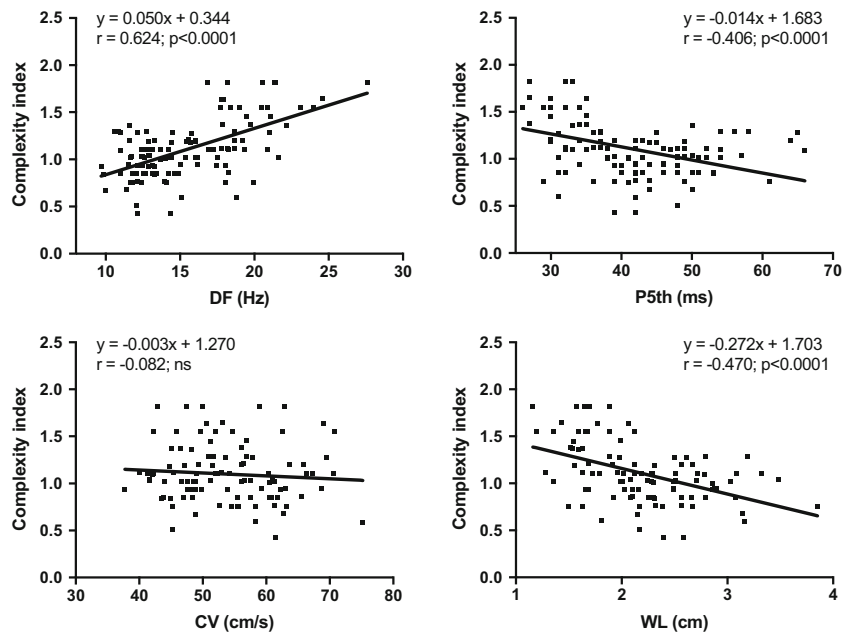 y = 0.050x + 0.344
r = 0.624; p<0.0001
2.5
2.0
1.5
1.0
0.5
0.0
Complexity index
10
15
20
25
30
DF (Hz)
y = -0.014x + 1.683
r = -0.406; p<0.0001
2.5
2.0
1.5
1.0
0.5
0.0
Complexity index
30
40
50
60
70
P5th (ms)
y = -0.003x + 1.270
r = -0.082; ns
2.5
2.0
1.5
1.0
0.5
0.0
Complexity index
30
40
50
60
70
80
CV (cm/s)
y = -0.272x + 1.703
r = -0.470; p<0.0001
2.5
2.0
1.5
1.0
0.5
0.0
Complexity index
1
2
3
4
WL (cm)